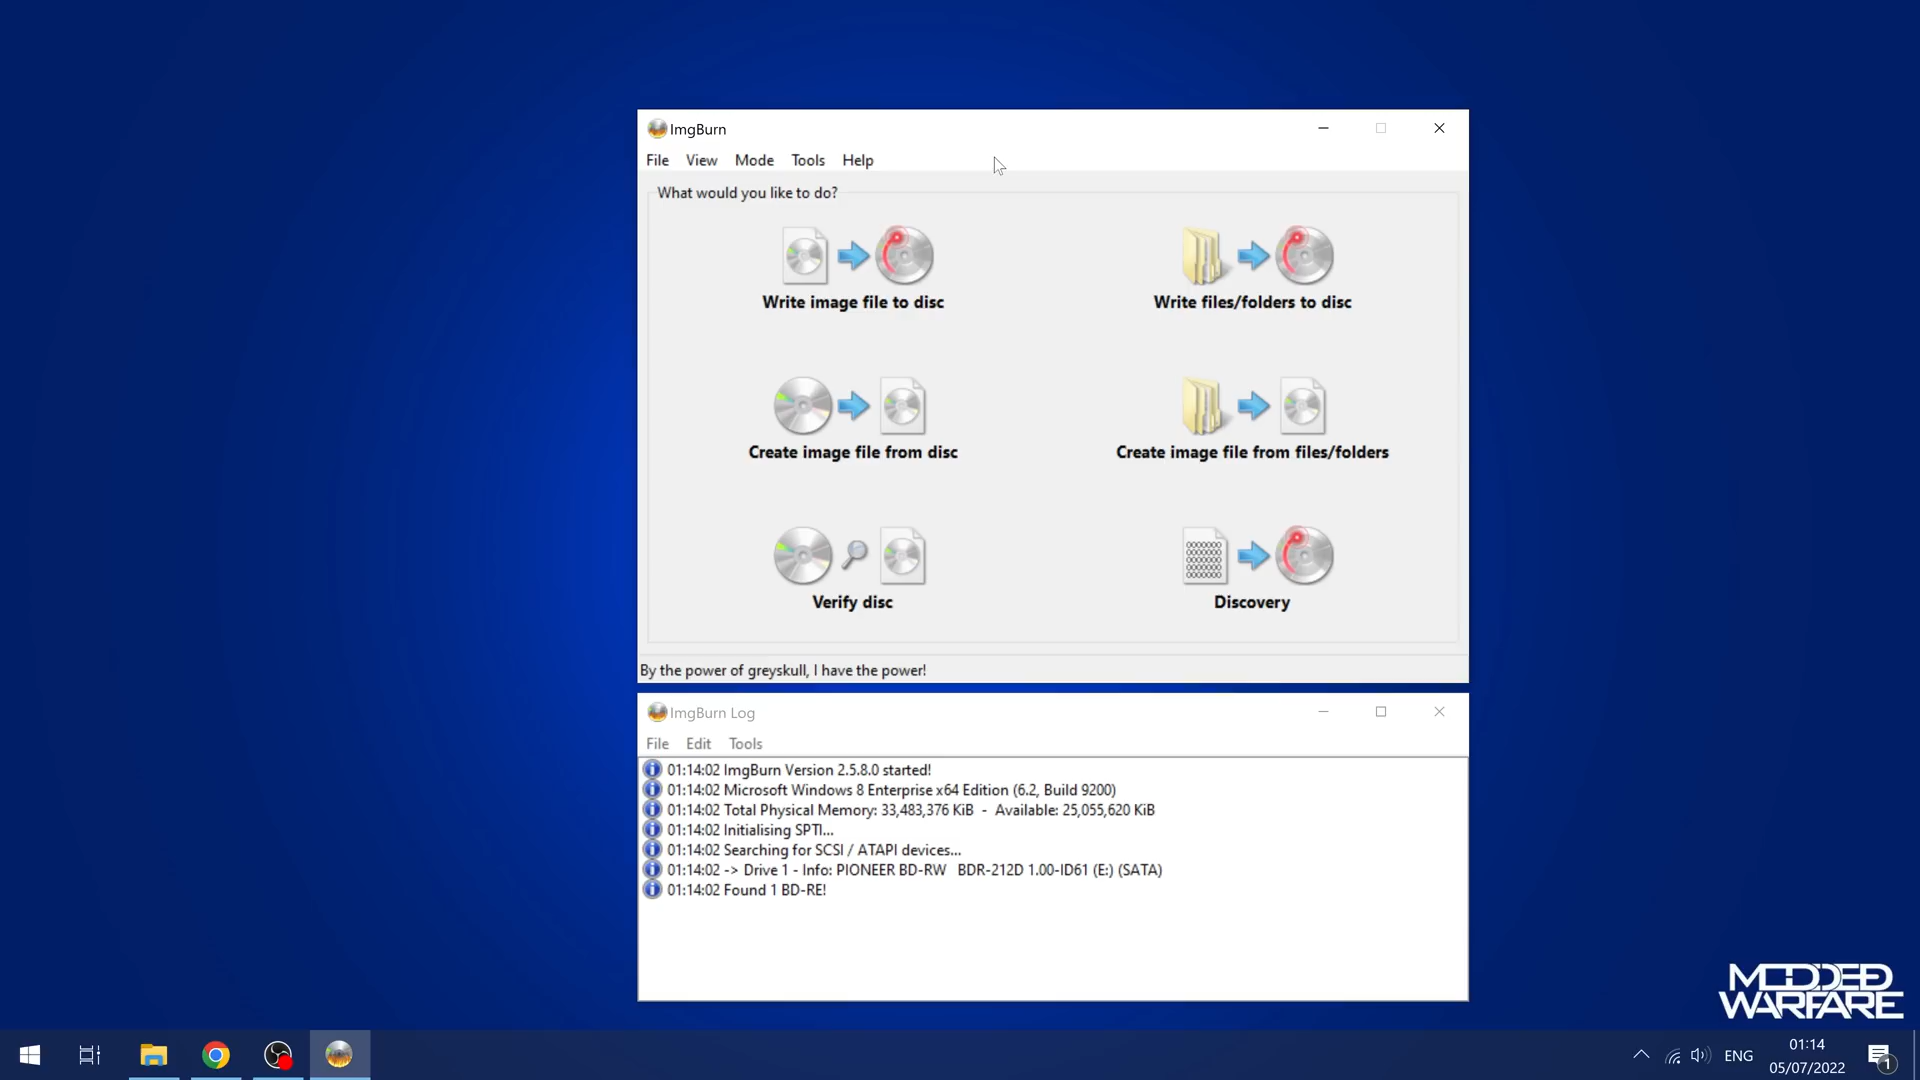 ImgBurn
File View Mode Tools Help
What would you like to do?
Write image file to disc
Write files/folders to disc
Create image file from disc
Create image file from files/folders
Verify disc
Discovery
By the power of greyskull, I have the power!
ImgBurn Log
File Edit Tools
01:14:02 ImgBurn Version 2.5.8.0 started!
01:14:02 Microsoft Windows 8 Enterprise x64 Edition (6.2, Build 9200)
01:14:02 Total Physical Memory: 33,483,376 KiB - Available: 25,055,620 KiB
01:14:02 Initialising SPTI...
01:14:02 Searching for SCSI / ATAPI devices...
01:14:02 -> Drive 1 - Info: PIONEER BD-RW BDR-212D 1.00-ID61 (E:) (SATA)
01:14:02 Found 1 BD-RE!
MODDED
WARFARE
ENG
01:14
05/07/2022
1